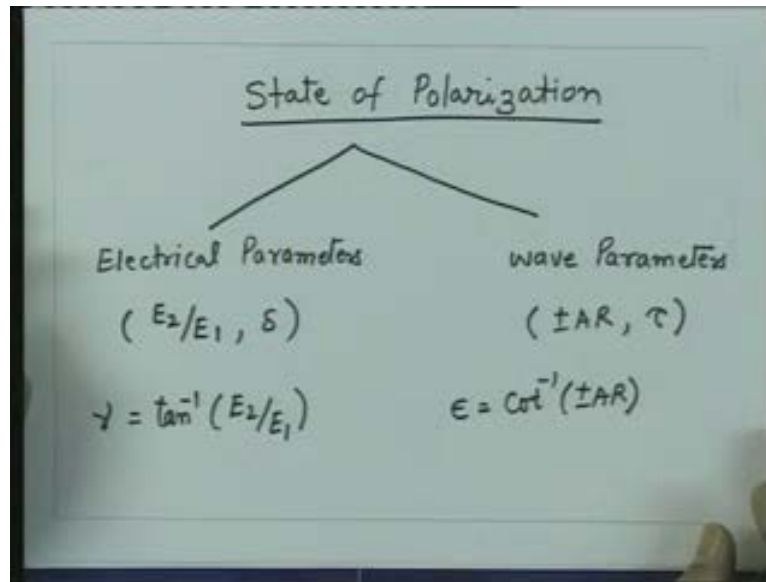 State of Polarization
Electrical Parameters
wave Parameters
( E2/E1 , δ )
( ±AR , τ )
γ = tan⁻¹ ( E2/E1 )
ϵ = Cot⁻¹ (±AR)